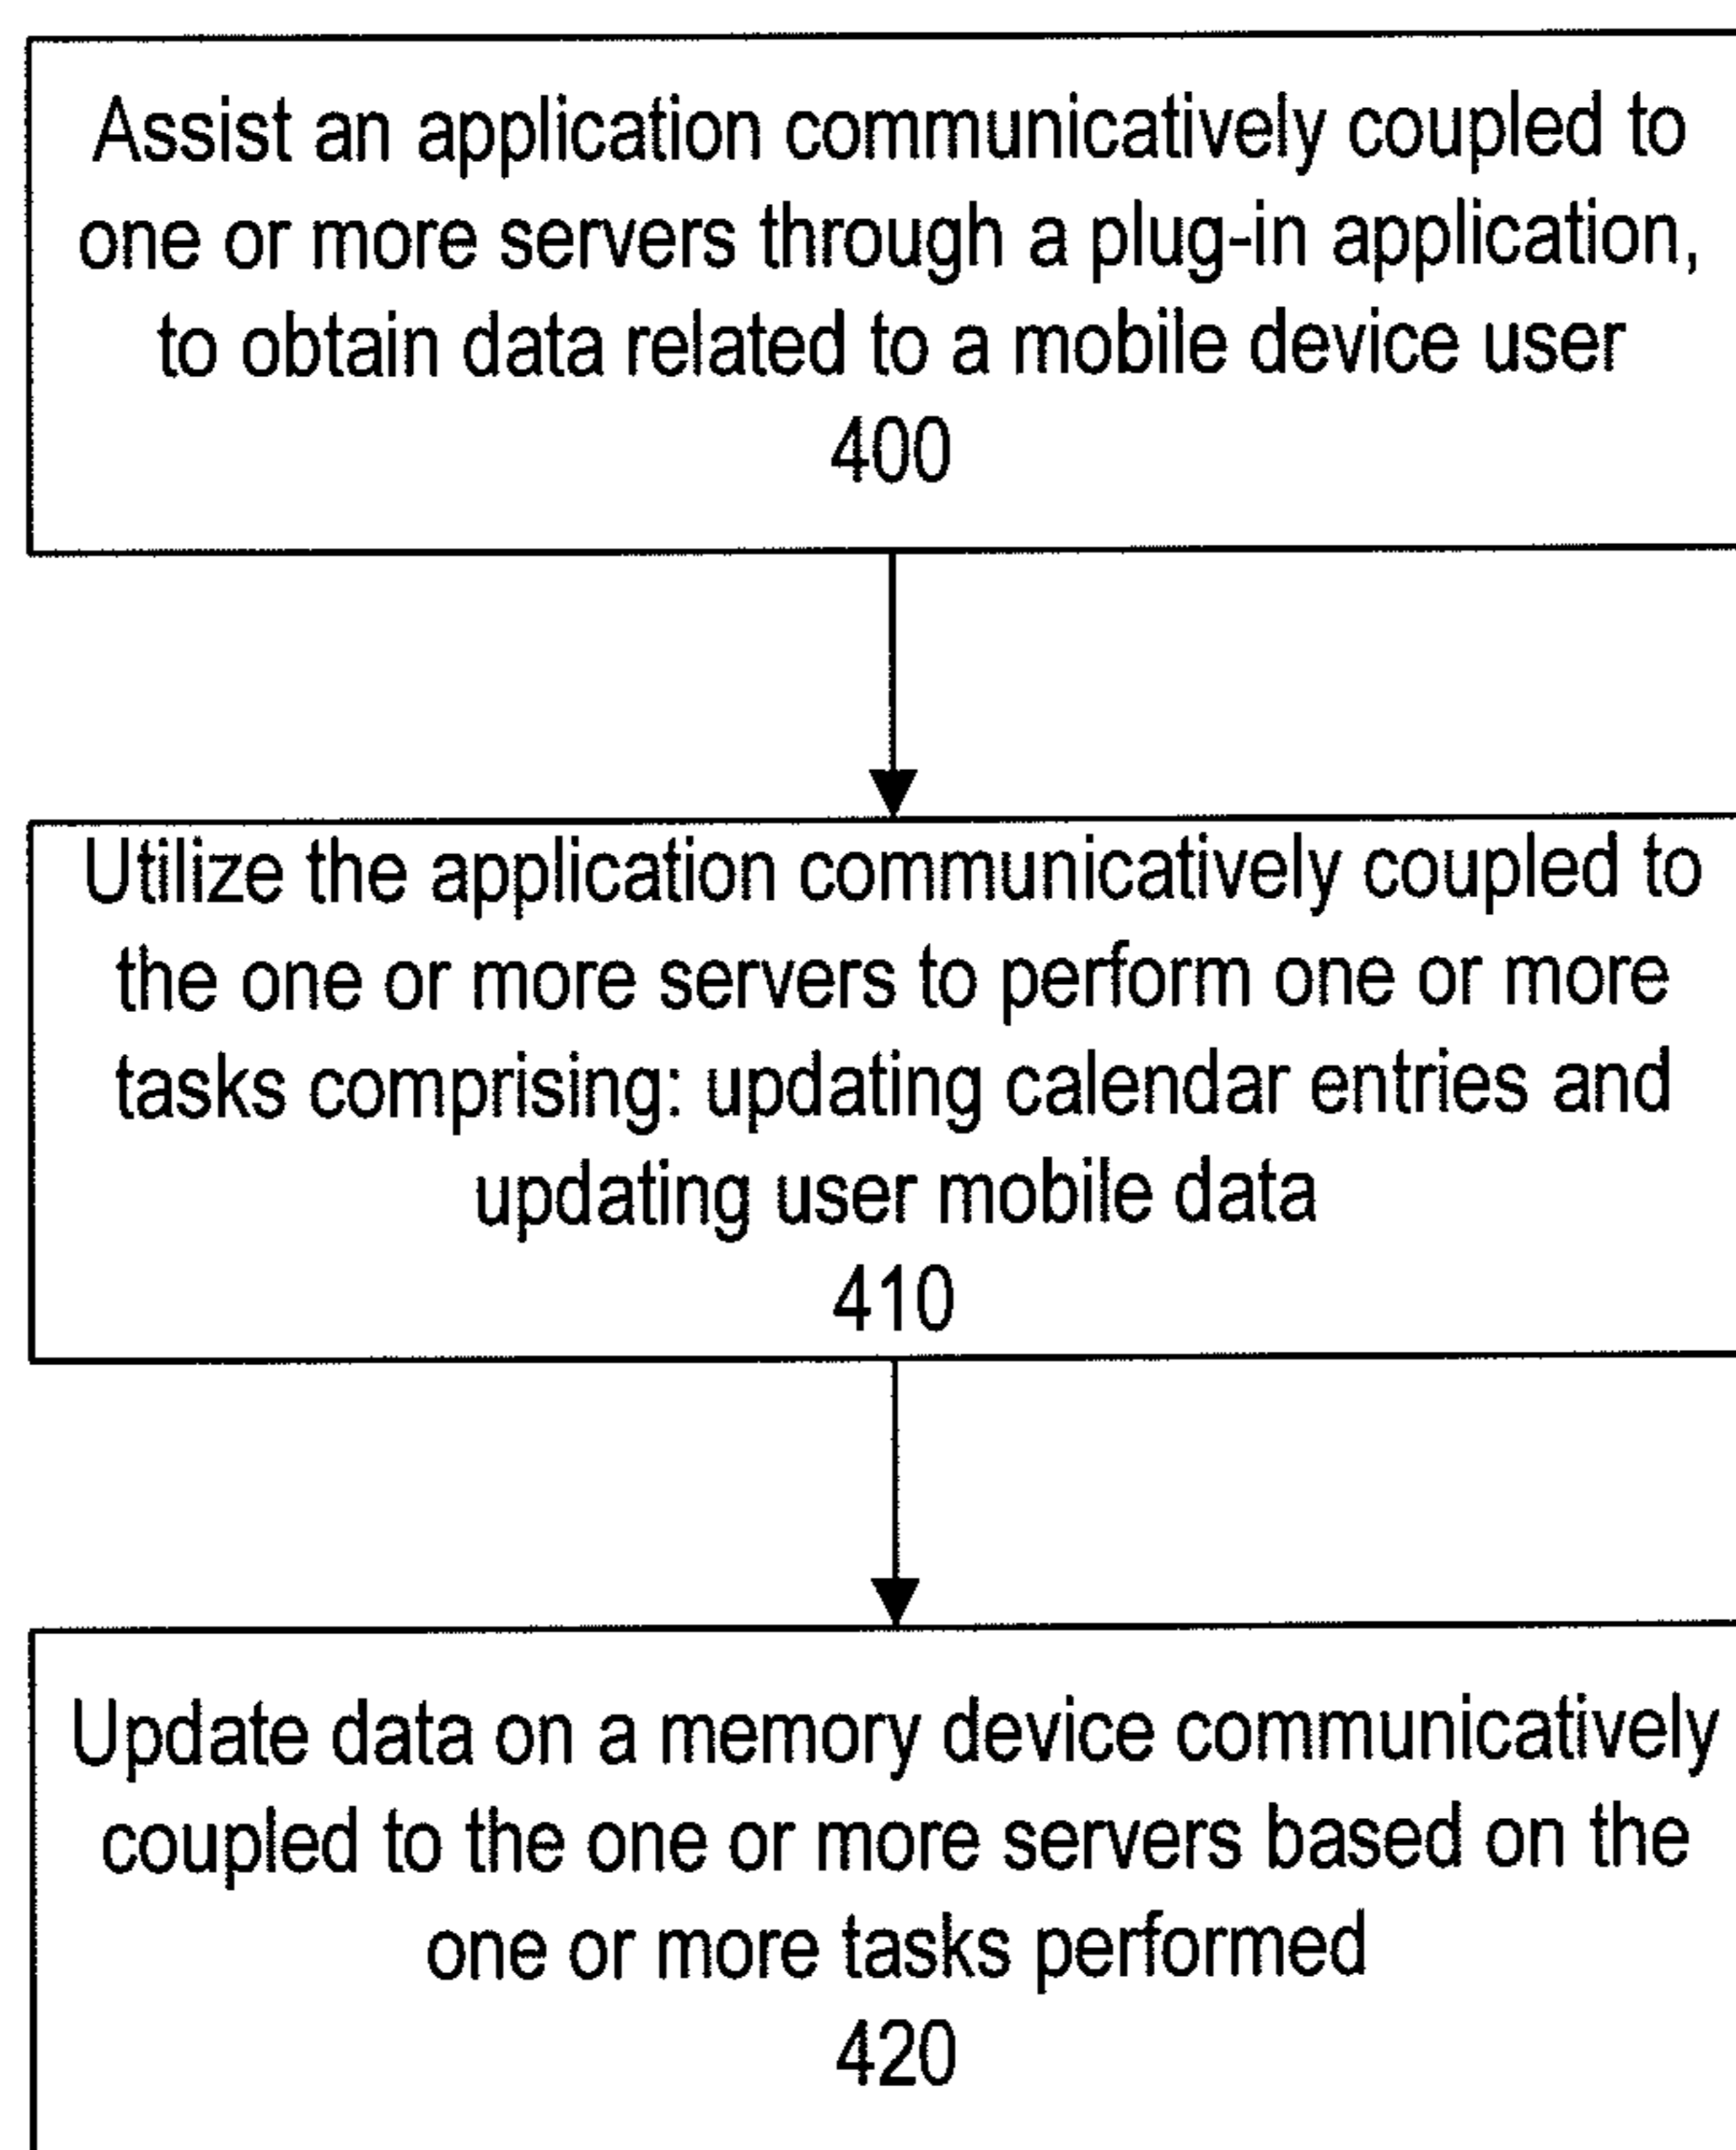 Assist an application communicatively coupled to
one or more servers through a plug-in application,
to obtain data related to a mobile device user
400
Utilize the application communicatively coupled to
the one or more servers to perform one or more
tasks comprising: updating calendar entries and
updating user mobile data
410
Update data on a memory device communicatively
coupled to the one or more servers based on the
one or more tasks performed
420